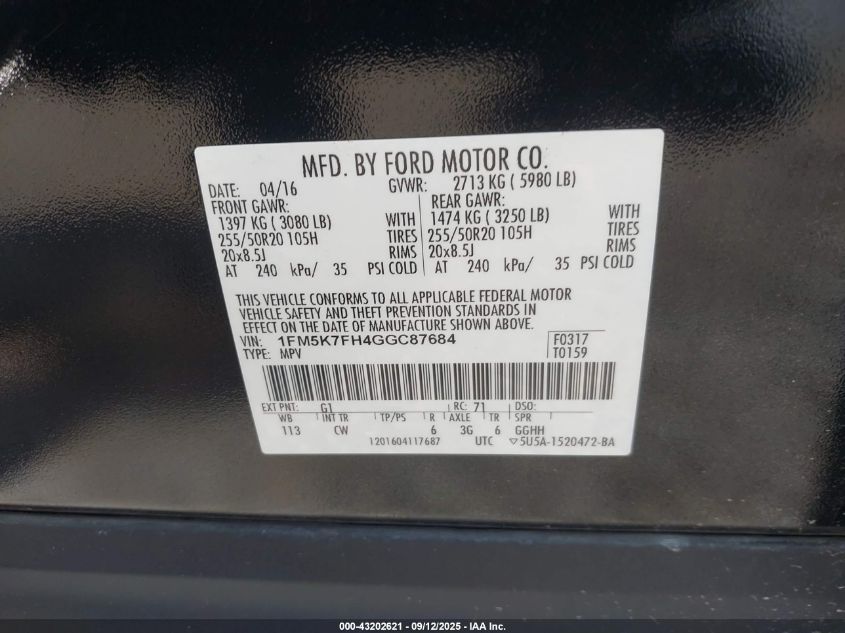 MFD. BY FORD MOTOR CO.
DATE: 04/16 GVWR: 2713 KG ( 5980 LB)
FRONT GAWR: REAR GAWR:
1397 KG ( 3080 LB) WITH 1474 KG ( 3250 LB) WITH
255/50R20 105H TIRES 255/50R20 105H TIRES
20x8.5J RIMS 20x8.5J RIMS
AT 240 kPa/ 35 PSI COLD AT 240 kPa/ 35 PSI COLD
THIS VEHICLE CONFORMS TO ALL APPLICABLE FEDERAL MOTOR
VEHICLE SAFETY AND THEFT PREVENTION STANDARDS IN
EFFECT ON THE DATE OF MANUFACTURE SHOWN ABOVE.
VIN: 1FM5K7FH4GGC87684 F0317
TYPE: MPV T0159
EXT PNT: G1 RC: 71 DSO:
WB INT TR TP/PS R AXLE TR SPR
113 CW 6 3G 6 GGHH
1201604117687 UTC ▽5U5A-1520472-BA
000-43202621 - 09/12/2025 - IAA Inc.